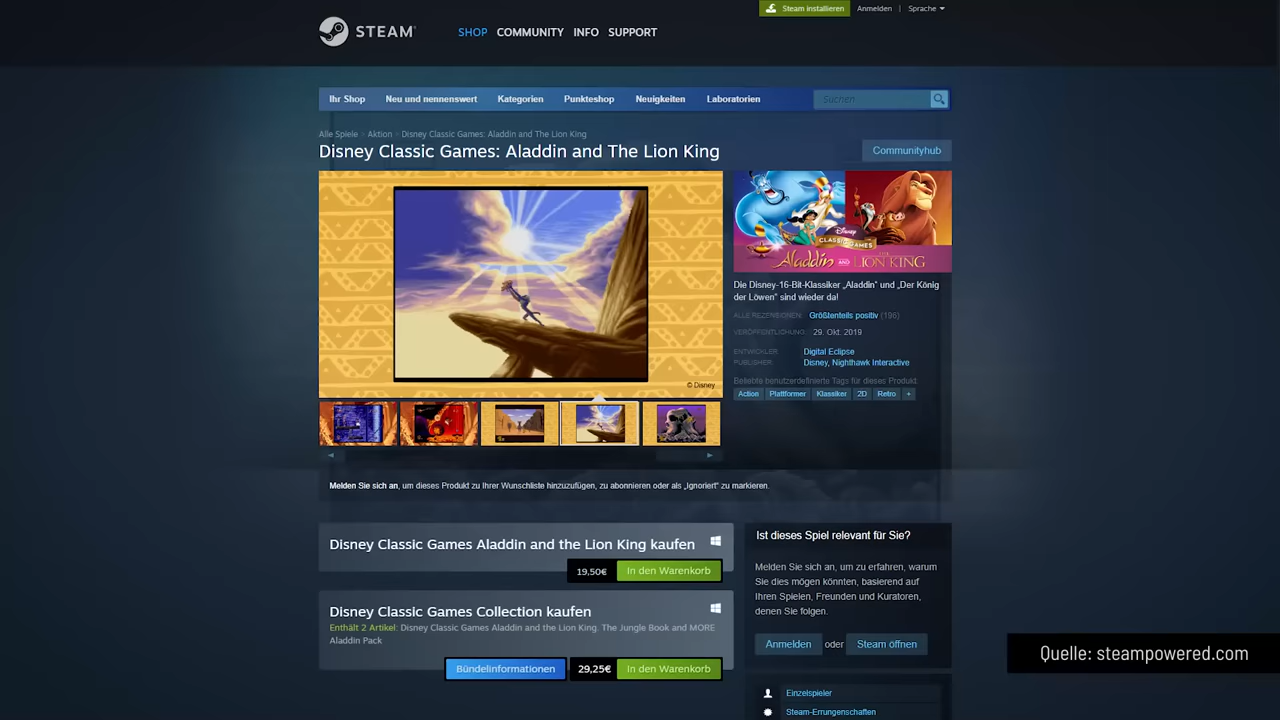 Steam installieren
Anmelden | Sprache
STEAM
SHOP COMMUNITY INFO SUPPORT
Ihr Shop Neu und nennenswert Kategorien Punkteshop Neuigkeiten Laboratorien Suchen
Alle Spiele > Aktion > Disney Classic Games: Aladdin and The Lion King
Disney Classic Games: Aladdin and The Lion King
Communityhub
© Disney
Disney
CLASSIC GAMES
Aladdin AND THE LION KING
Die Disney-16-Bit-Klassiker „Aladin“ und „Der König
der Löwen“ sind wieder da!
ALLE REZENSIONEN: Größtenteils positiv (196)
VERÖFFENTLICHUNG: 29. Okt. 2019
ENTWICKLER: Digital Eclipse
PUBLISHER: Disney, Nighthawk Interactive
Beliebte benutzerdefinierte Tags für dieses Produkt:
Action Plattformer Klassiker 2D Retro +
Melden Sie sich an, um dieses Produkt zu Ihrer Wunschliste hinzuzufügen, zu abonnieren oder als „Ignoriert“ zu markieren.
Disney Classic Games Aladdin and the Lion King kaufen
19,50€ In den Warenkorb
Disney Classic Games Collection kaufen
Enthält 2 Artikel: Disney Classic Games Aladdin and the Lion King, The Jungle Book and MORE
Aladdin Pack
Bündelinformationen 29,25€ In den Warenkorb
Ist dieses Spiel relevant für Sie?
Melden Sie sich an, um zu erfahren, warum
Sie dies mögen könnten, basierend auf
Ihren Spielen, Freunden und Kuratoren,
denen Sie folgen.
Anmelden oder Steam öffnen
Einzelspieler
Steam-Errungenschaften
Quelle: steampowered.com